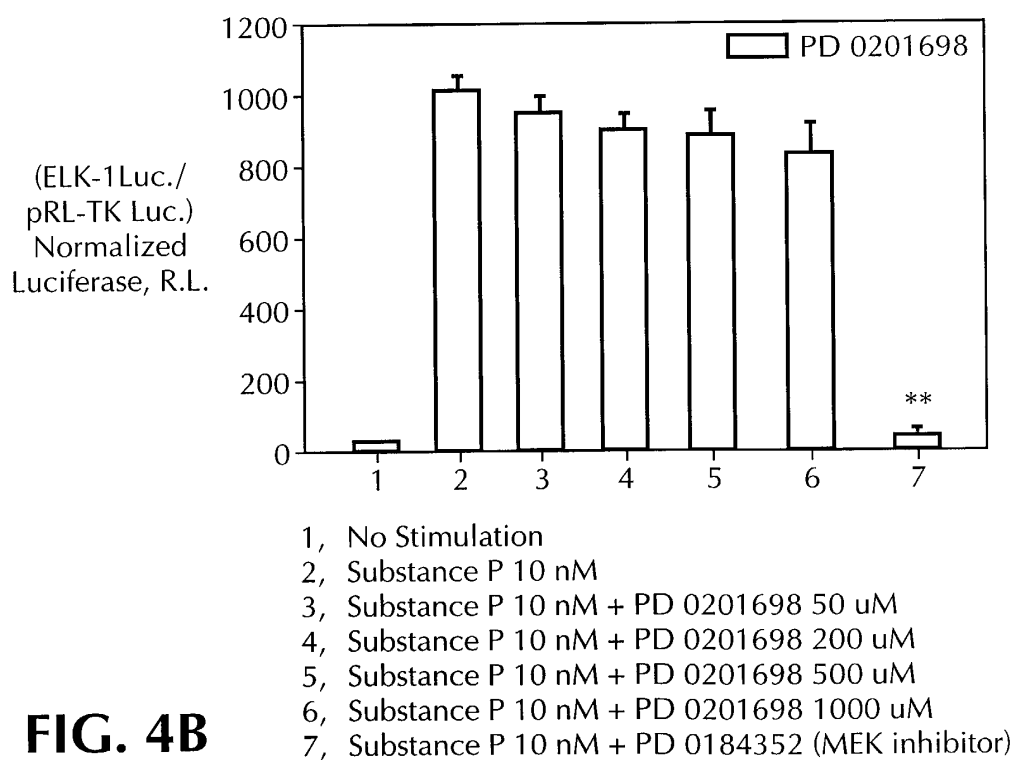 1200
1000
800
600
400
200
0
(ELK-1Luc./
pRL-TK Luc.)
Normalized
Luciferase, R.L.
PD 0201698
**
1 2 3 4 5 6 7
1, No Stimulation
2, Substance P 10 nM
3, Substance P 10 nM + PD 0201698 50 uM
4, Substance P 10 nM + PD 0201698 200 uM
5, Substance P 10 nM + PD 0201698 500 uM
6, Substance P 10 nM + PD 0201698 1000 uM
7, Substance P 10 nM + PD 0184352 (MEK inhibitor)
FIG. 4B